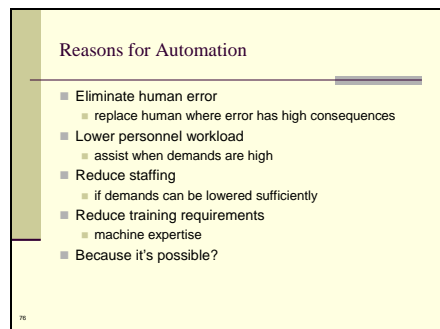 Reasons for Automation
Eliminate human error
replace human where error has high consequences
Lower personnel workload
assist when demands are high
Reduce staffing
if demands can be lowered sufficiently
Reduce training requirements
machine expertise
Because it's possible?
76